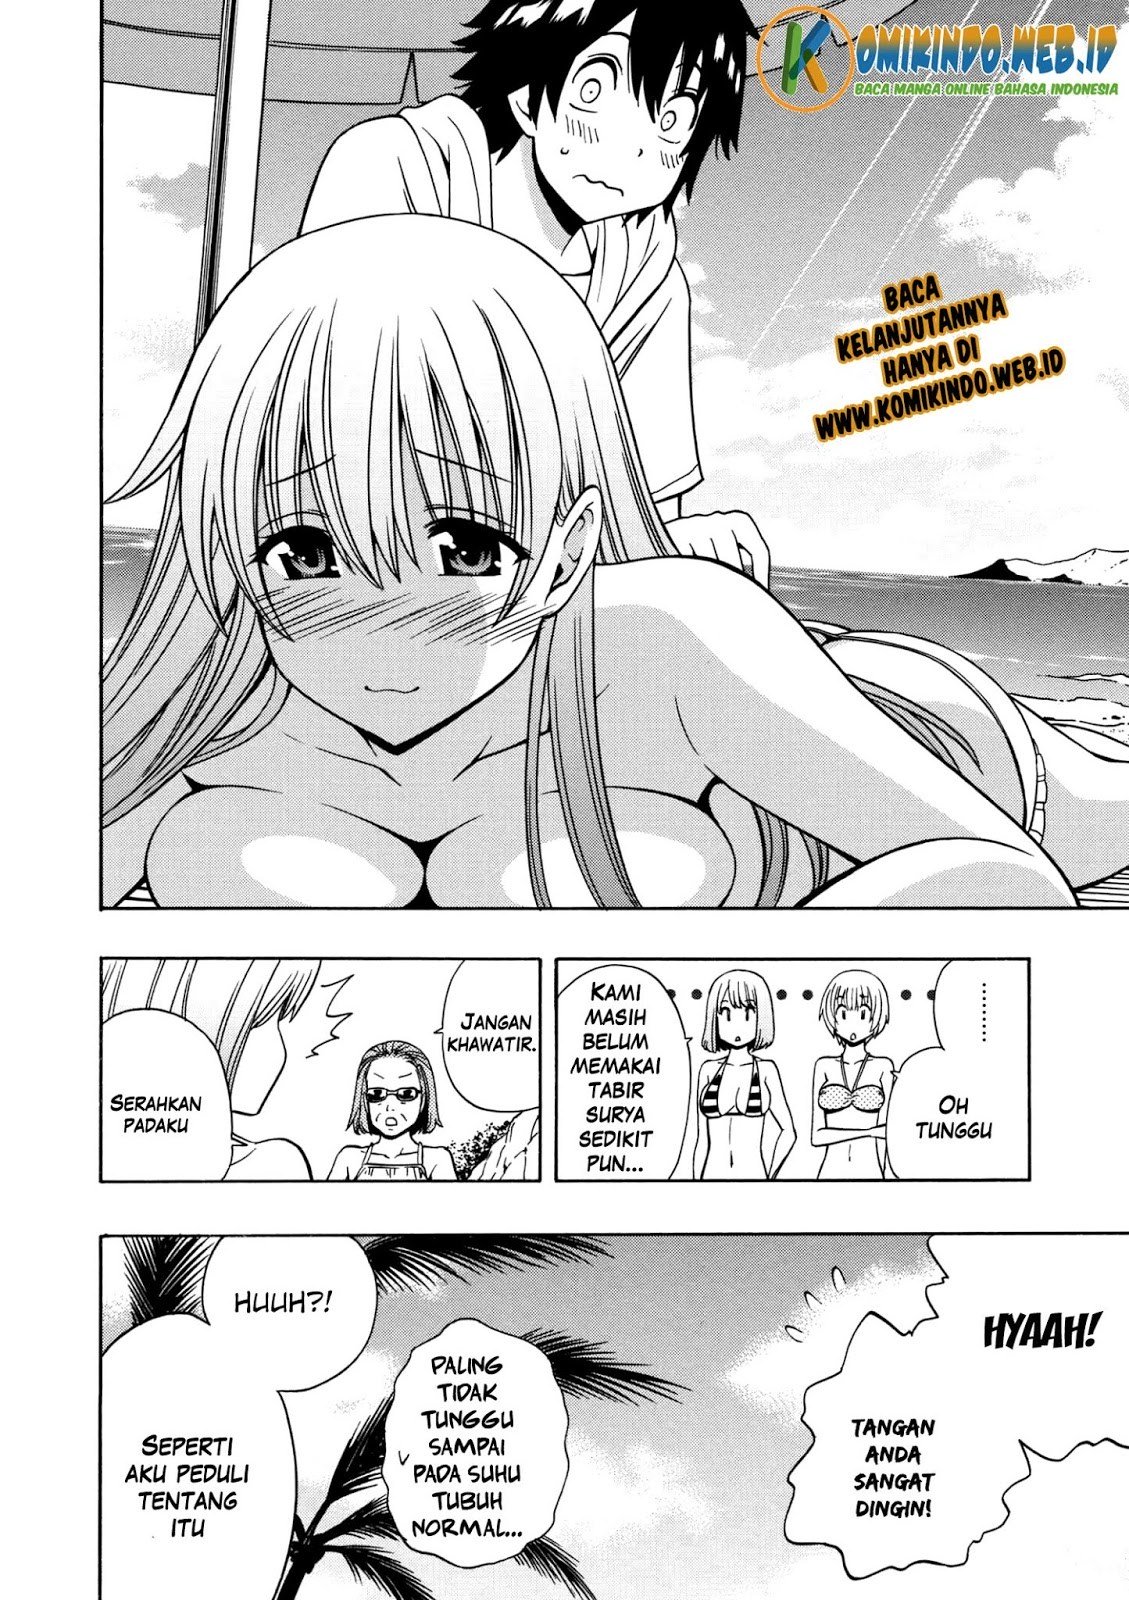 KOMIKINDO.WEB.ID
BACA MANGA ONLINE BAHASA INDONESIA
BACA
KELANJUTANNYA
HANYA DI
WWW.KOMIKINDO.WEB.ID
OH
TUNGGU
KAMI
MASIH
BELUM
MEMAKAI
TABIR
SURYA
SEDIKIT
PUN...
JANGAN
KHAWATIR.
SERAHKAN
PADAKU
HYAAH!
TANGAN
ANDA
SANGAT
DINGIN!
PALING
TIDAK
TUNGGU
SAMPAI
PADA SUHU
TUBUH
NORMAL...
HUUH?!
SEPERTI
AKU PEDULI
TENTANG
ITU